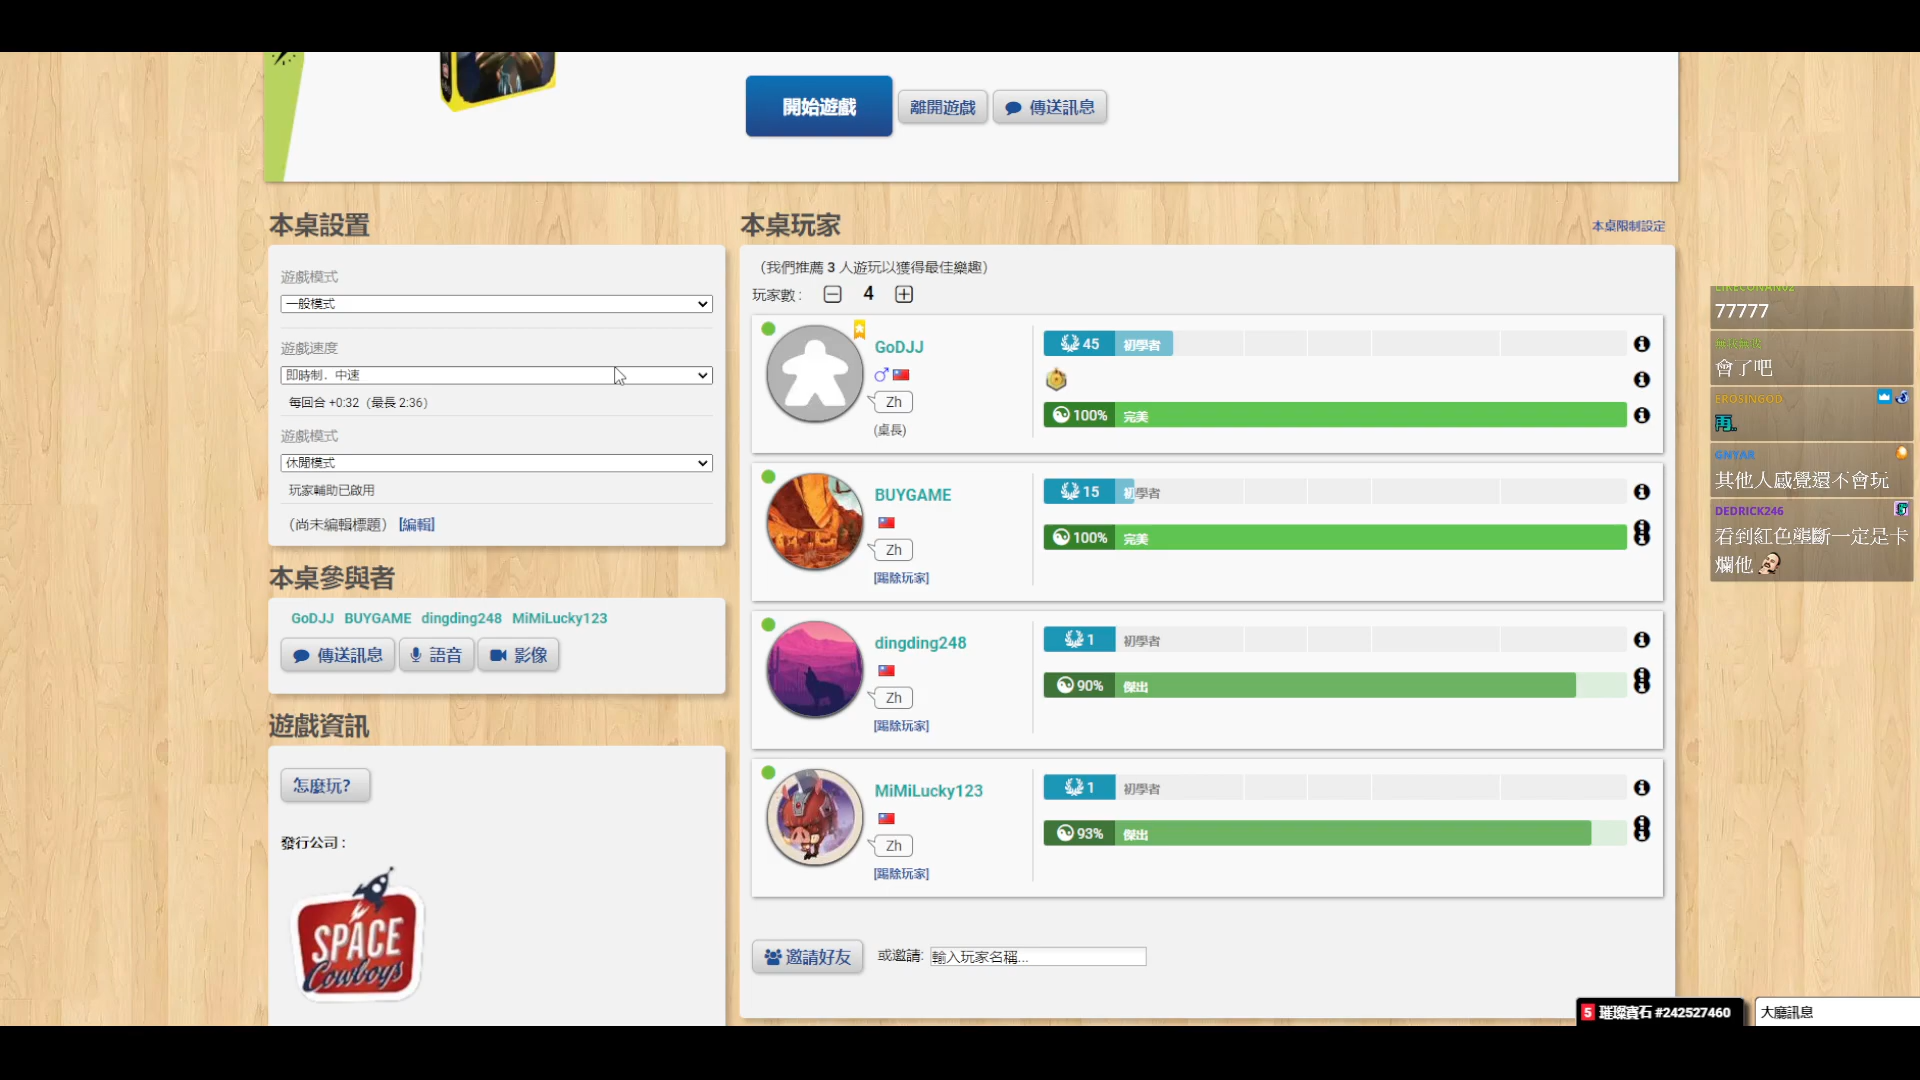 開始遊戲
離開遊戲
傳送訊息
本桌設置
遊戲模式
一般模式
遊戲速度
即時制．中速
每回合 +0:32（最長 2:36）
遊戲模式
休閒模式
玩家輔助已啟用
（尚未編輯標題） [編輯]
本桌參與者
GoDJJ BUYGAME dingding248 MiMiLucky123
傳送訊息
語音
影像
遊戲資訊
怎麼玩?
發行公司 :
SPACE
Cowboys
本桌玩家
本桌限制設定
（我們推薦 3 人遊玩以獲得最佳樂趣）
玩家數 : 4
GoDJJ
Zh
(桌長)
45 初學者
100% 完美
BUYGAME
Zh
[踢除玩家]
15 初學者
100% 完美
dingding248
Zh
[踢除玩家]
1 初學者
90% 傑出
MiMiLucky123
Zh
[踢除玩家]
1 初學者
93% 傑出
邀請好友
或邀請: 輸入玩家名稱...
77777
會了吧
EROSINGOD
再.
GNYAR
其他人感覺還不會玩
DEDRICK246
看到紅色壟斷一定是卡
爛他
5 璀璨寶石 #242527460
大廳訊息